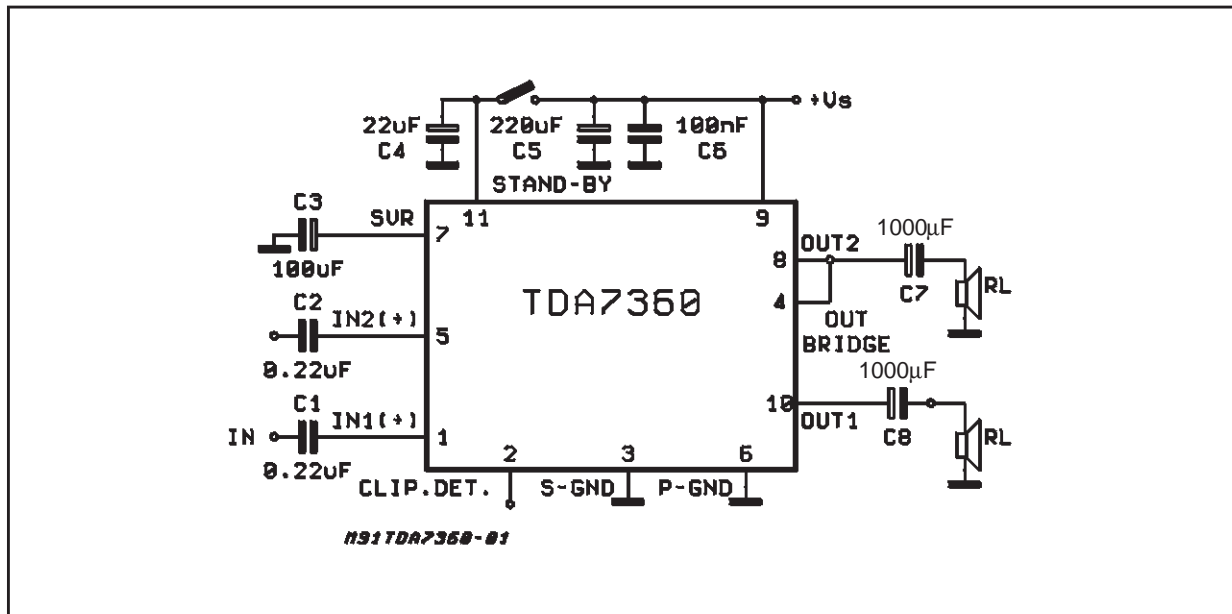 +Vs
22uF
C4
220uF
C5
100nF
C6
STAND-BY
C3
SVR
11
9
7
100uF
OUT2
1000µF
8
C7
RL
TDA7360
4
C2
IN2(+)
5
OUT
BRIDGE
0.22uF
1000µF
C1
IN1(+)
10
OUT1
C8
RL
IN
1
0.22uF
2
3
6
CLIP.DET.
S-GND
P-GND
M91TDA7360-01